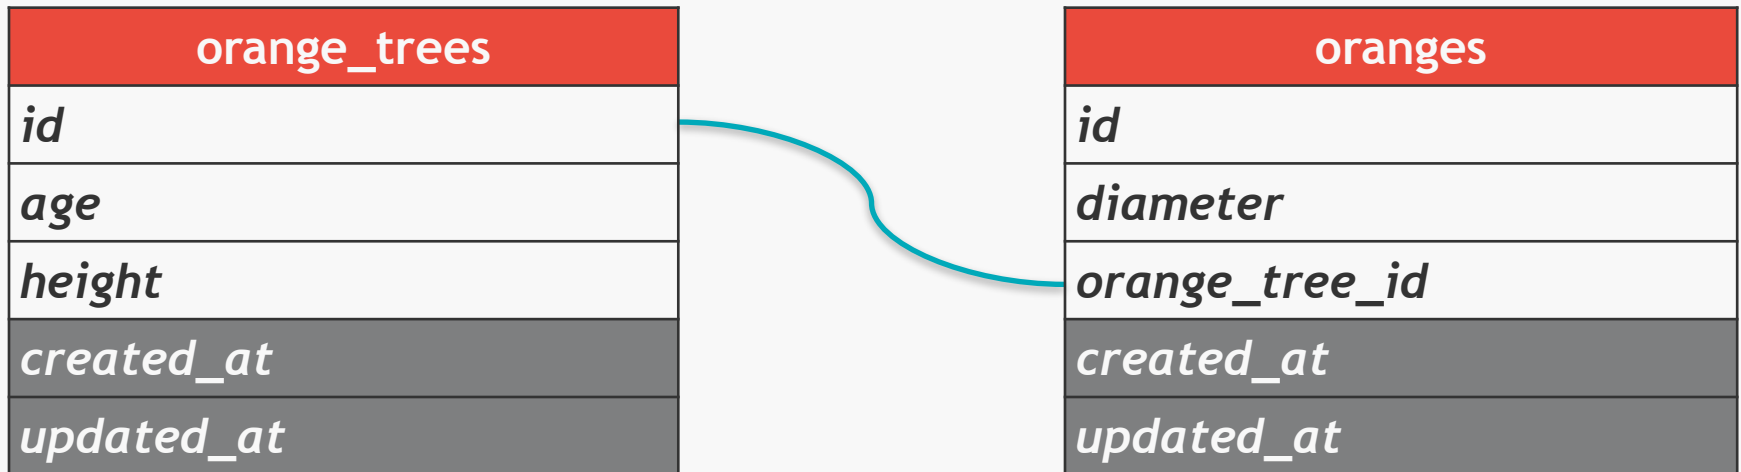 orange_trees
id
age
height
created_at
updated_at
oranges
id
diameter
orange_tree_id
created_at
updated_at